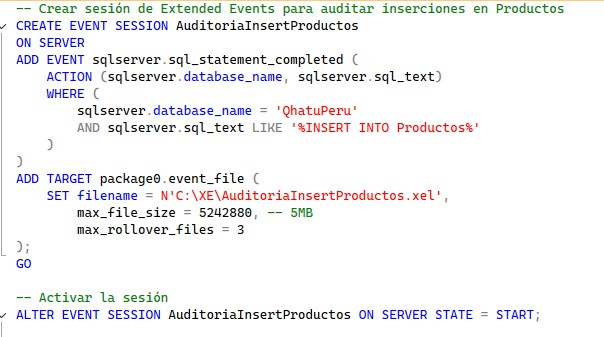 -- Crear sesión de Extended Events para auditar inserciones en Productos
CREATE EVENT SESSION AuditoriaInsertProductos
ON SERVER
ADD EVENT sqlserver.sql_statement_completed (
    ACTION (sqlserver.database_name, sqlserver.sql_text)
    WHERE (
        sqlserver.database_name = 'QhatuPeru'
        AND sqlserver.sql_text LIKE '%INSERT INTO Productos%'
    )
)
ADD TARGET package0.event_file (
    SET filename = N'C:\XE\AuditoriaInsertProductos.xel',
        max_file_size = 5242880, -- 5MB
        max_rollover_files = 3
);
GO
-- Activar la sesión
ALTER EVENT SESSION AuditoriaInsertProductos ON SERVER STATE = START;